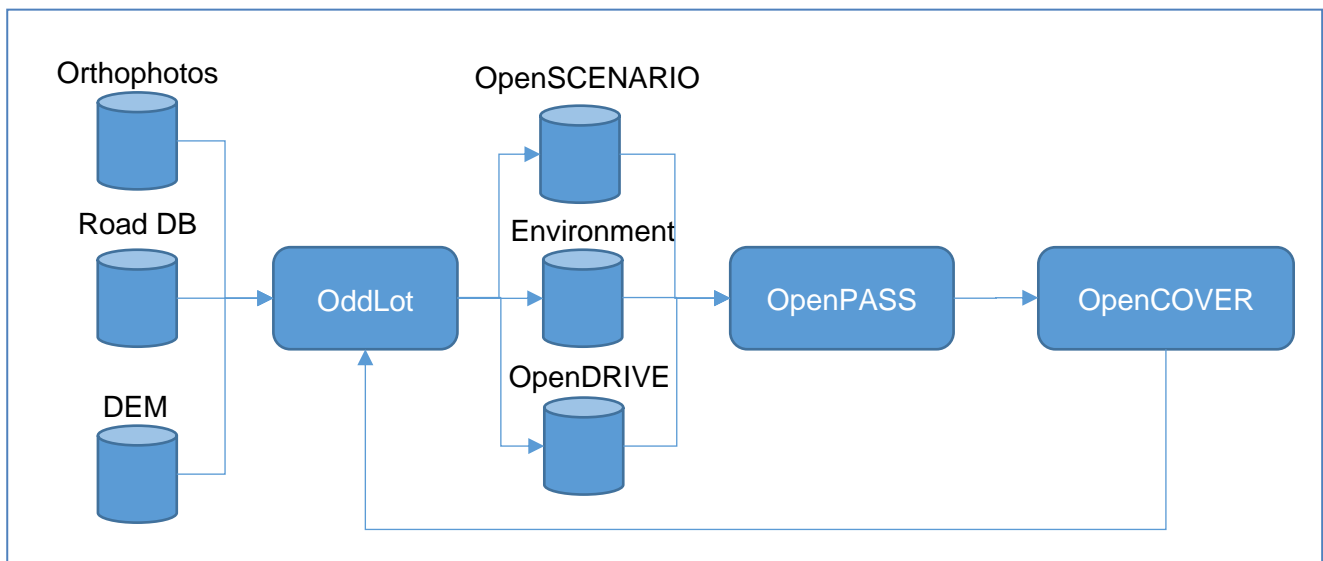 Orthophotos
OpenSCENARIO
Road DB
Environment
OddLot
OpenPASS
OpenCOVER
DEM
OpenDRIVE